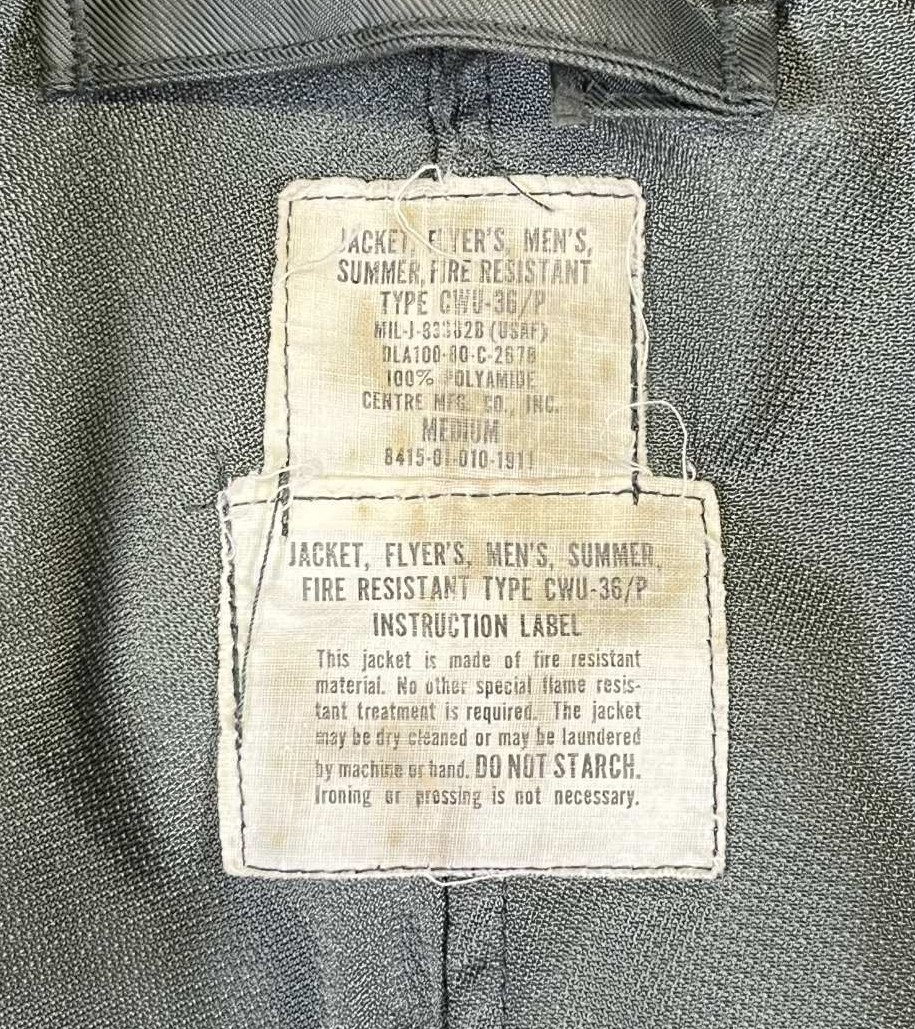 JACKET, FLYER'S, MEN'S,
SUMMER, FIRE RESISTANT
TYPE CWU-36/P
MIL-J-83382B (USAF)
DLA100-80-C-2678
100% POLYAMIDE
CENTRE MFG. CO., INC.
MEDIUM
8415-01-010-1911
JACKET, FLYER'S, MEN'S, SUMMER,
FIRE RESISTANT TYPE CWU-36/P
INSTRUCTION LABEL
This jacket is made of fire resistant
material. No other special flame resis-
tant treatment is required. The jacket
may be dry cleaned or may be laundered
by machine or hand. DO NOT STARCH.
Ironing or pressing is not necessary.